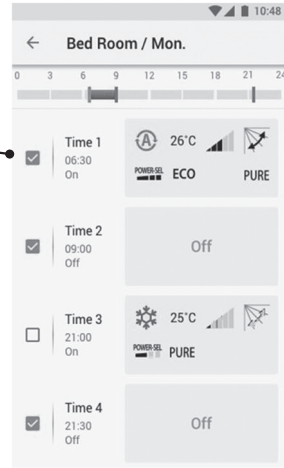 10:48
Bed Room / Mon.
0 3 6 9 12 15 18 21 24
Time 1
06:30
On
A 26°C
POWER-SEL ECO PURE
Time 2
09:00
Off
Off
Time 3
21:00
On
25°C
POWER-SEL PURE
Time 4
21:30
Off
Off